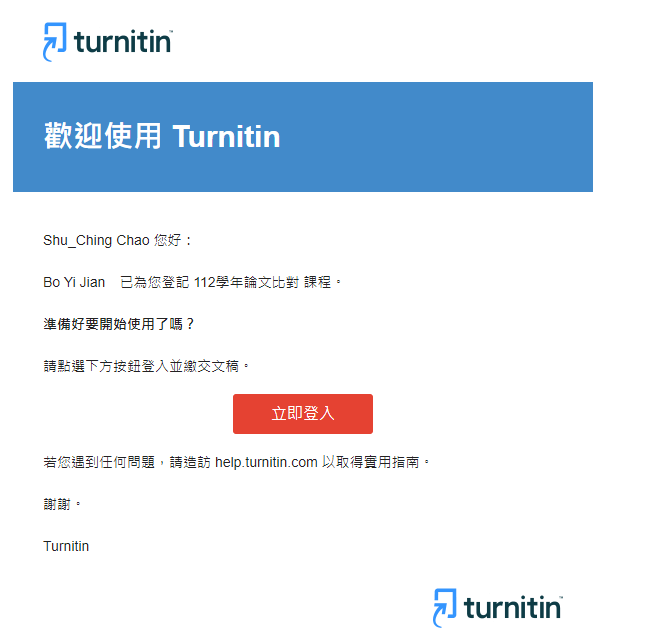 turnitin™
歡迎使用 Turnitin
Shu_Ching Chao 您好：
Bo Yi Jian 已為您登記 112學年論文比對 課程。
準備好要開始使用了嗎？
請點選下方按鈕登入並繳交文稿。
立即登入
若您遇到任何問題，請造訪 help.turnitin.com 以取得實用指南。
謝謝。
Turnitin
turnitin™